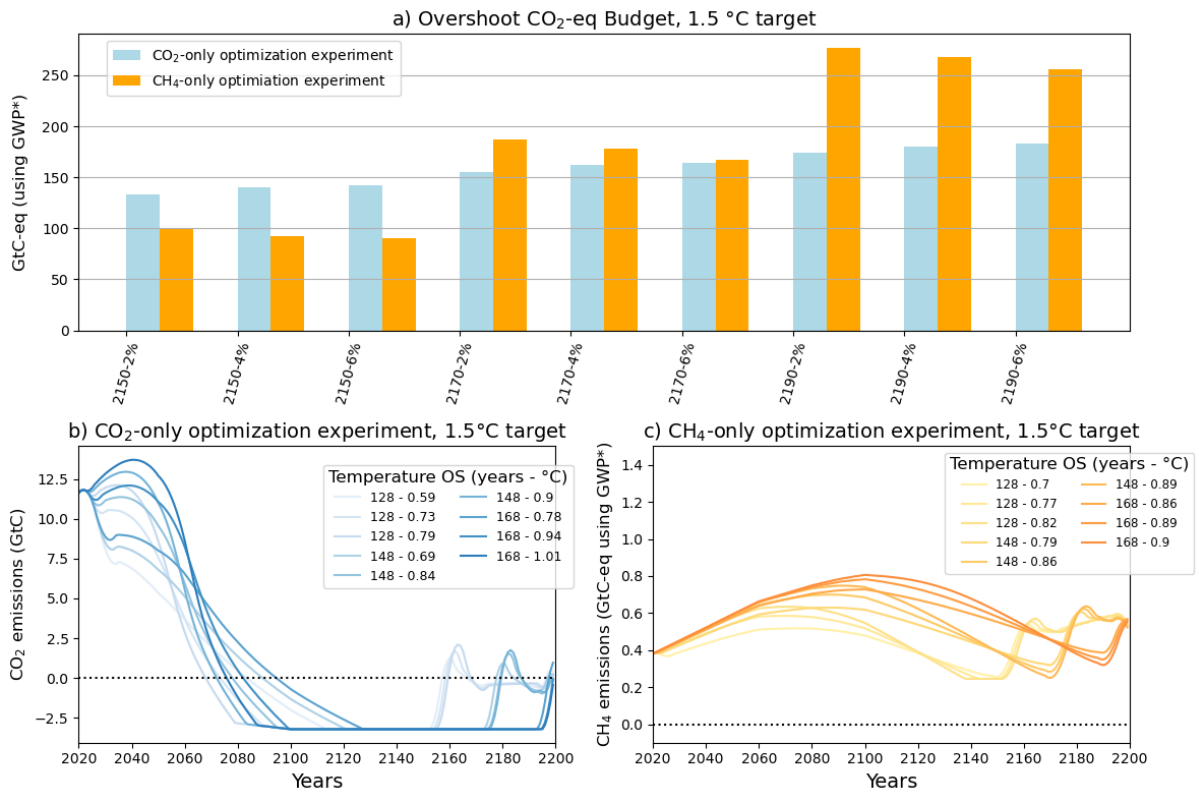 a) Overshoot CO₂-eq Budget, 1.5 °C target
CO₂-only optimization experiment
CH₄-only optimiation experiment
GtC-eq (using GWP*)
250
200
150
100
50
0
2150-2%
2150-4%
2150-6%
2170-2%
2170-4%
2170-6%
2190-2%
2190-4%
2190-6%
b) CO₂-only optimization experiment, 1.5°C target
CO₂ emissions (GtC)
12.5
10.0
7.5
5.0
2.5
0.0
−2.5
Temperature OS (years - °C)
128 - 0.59
128 - 0.73
128 - 0.79
148 - 0.69
148 - 0.84
148 - 0.9
168 - 0.78
168 - 0.94
168 - 1.01
2020 2040 2060 2080 2100 2120 2140 2160 2180 2200
Years
c) CH₄-only optimization experiment, 1.5°C target
CH₄ emissions (GtC-eq using GWP*)
1.4
1.2
1.0
0.8
0.6
0.4
0.2
0.0
Temperature OS (years - °C)
128 - 0.7
128 - 0.77
128 - 0.82
148 - 0.79
148 - 0.86
148 - 0.89
168 - 0.86
168 - 0.89
168 - 0.9
2020 2040 2060 2080 2100 2120 2140 2160 2180 2200
Years